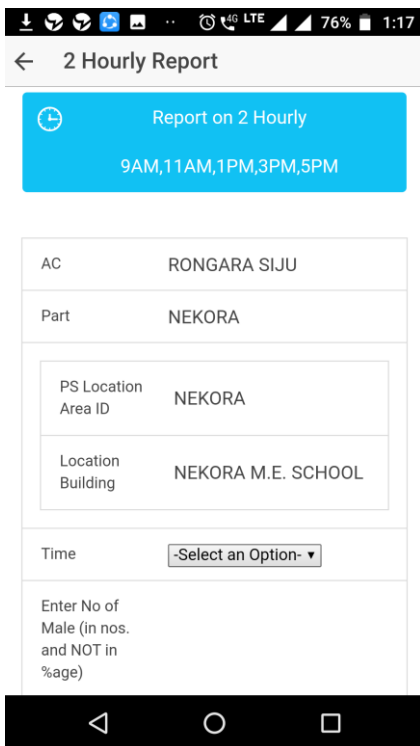 4G LTE 76% 1:17
2 Hourly Report
Report on 2 Hourly
9AM,11AM,1PM,3PM,5PM
AC RONGARA SIJU
Part NEKORA
PS Location
Area ID
NEKORA
Location
Building
NEKORA M.E. SCHOOL
Time -Select an Option-
Enter No of
Male (in nos.
and NOT in
%age)